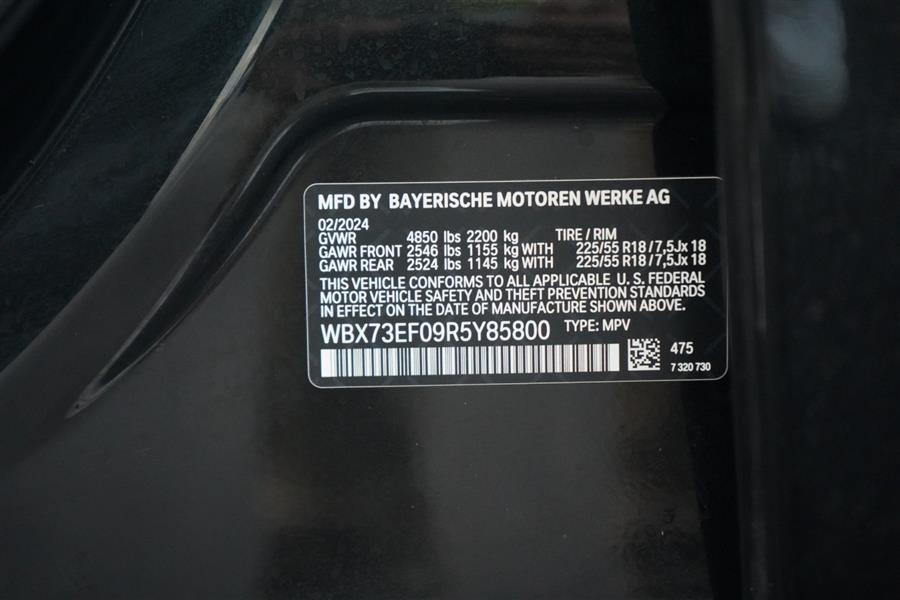 MFD BY BAYERISCHE MOTOREN WERKE AG
02/2024
GVWR 4850 lbs 2200 kg TIRE / RIM
GAWR FRONT 2546 lbs 1155 kg WITH 225/55 R18/7,5Jx 18
GAWR REAR 2524 lbs 1145 kg WITH 225/55 R18/7,5Jx 18
THIS VEHICLE CONFORMS TO ALL APPLICABLE U.S. FEDERAL
MOTOR VEHICLE SAFETY AND THEFT PREVENTION STANDARDS
IN EFFECT ON THE DATE OF MANUFACTURE SHOWN ABOVE.
WBX73EF09R5Y85800 TYPE: MPV
475
7 320 730